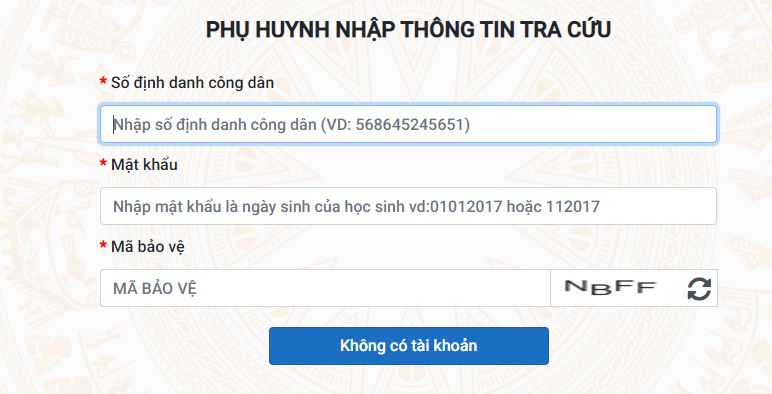 PHỤ HUYNH NHẬP THÔNG TIN TRA CỨU
* Số định danh công dân
Nhập số định danh công dân (VD: 568645245651)
* Mật khẩu
Nhập mật khẩu là ngày sinh của học sinh vd:01012017 hoặc 112017
* Mã bảo vệ
MÃ BẢO VỆ NBFF
Không có tài khoản